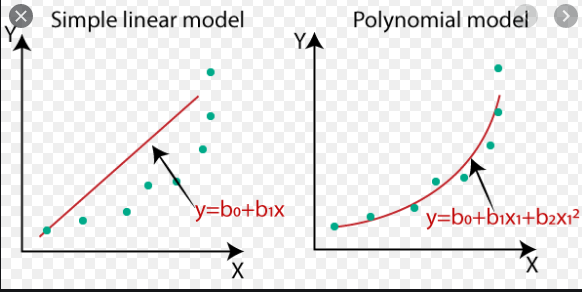 Simple linear model
Y
y=b₀+b₁x
X
Polynomial model
Y
y=b₀+b₁x₁+b₂x₁²
X